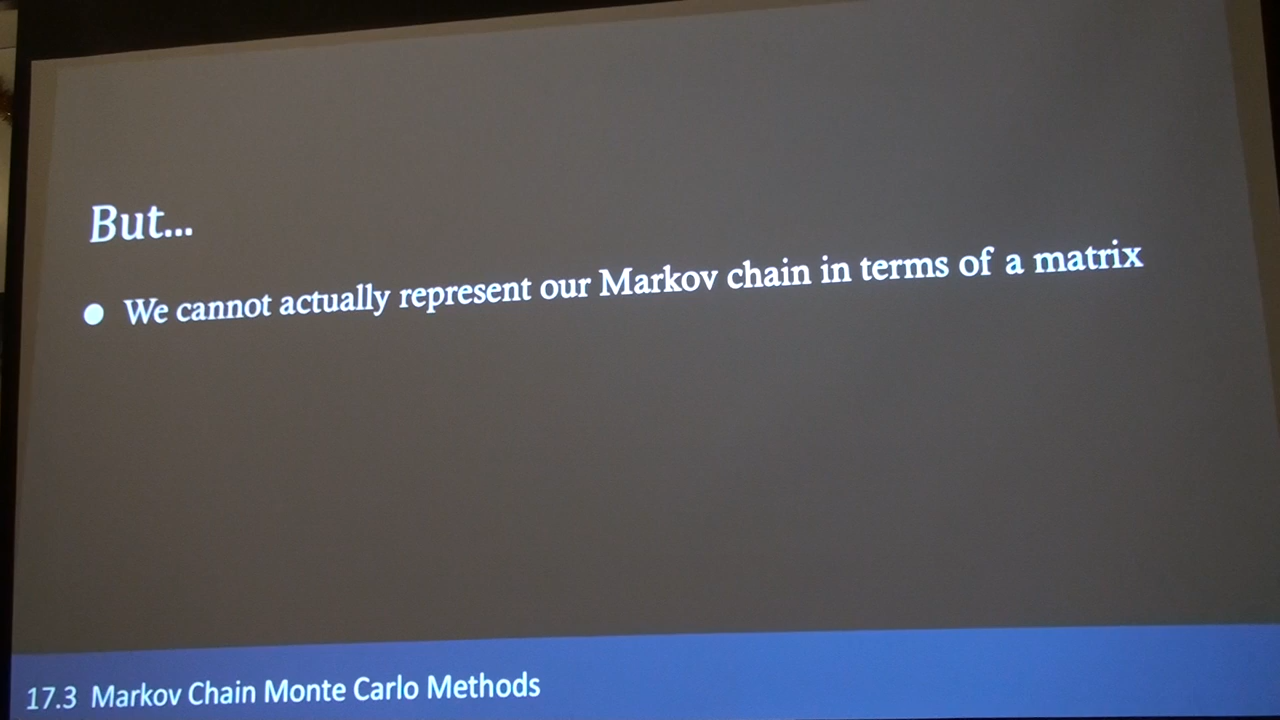 But...
● We cannot actually represent our Markov chain in terms of a matrix
17.3 Markov Chain Monte Carlo Methods